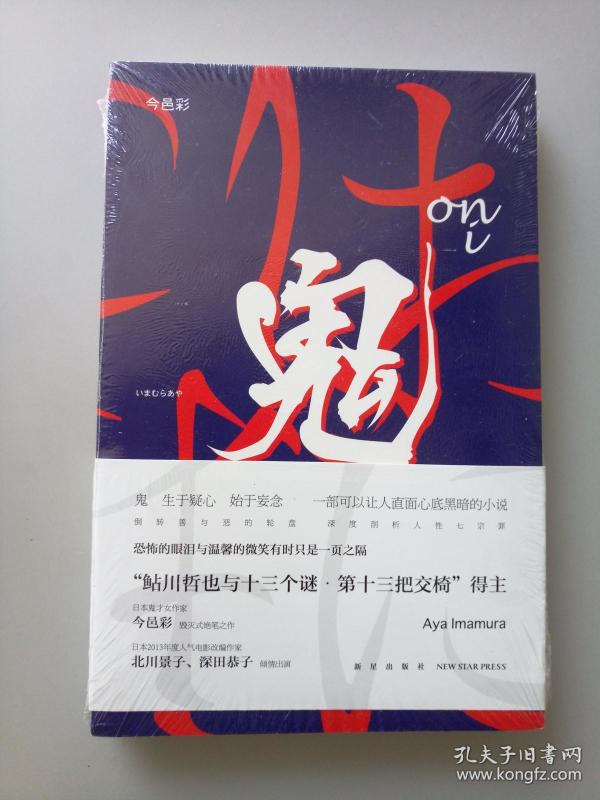 今邑彩
on
i
鬼
いまむらあや
鬼 生于疑心 始于妄念 一部可以让人直面心底黑暗的小说
倒转善与恶的轮盘 深度剖析人性七宗罪
恐怖的眼泪与温馨的微笑有时只是一页之隔
“鲇川哲也与十三个谜·第十三把交椅”得主
日本鬼才女作家
今邑彩 毁灭式绝笔之作
Aya Imamura
日本2013年度人气电影改编作家
北川景子、深田恭子 倾情出演
新星出版社 NEW STAR PRESS
孔夫子旧书网
www.kongfz.com